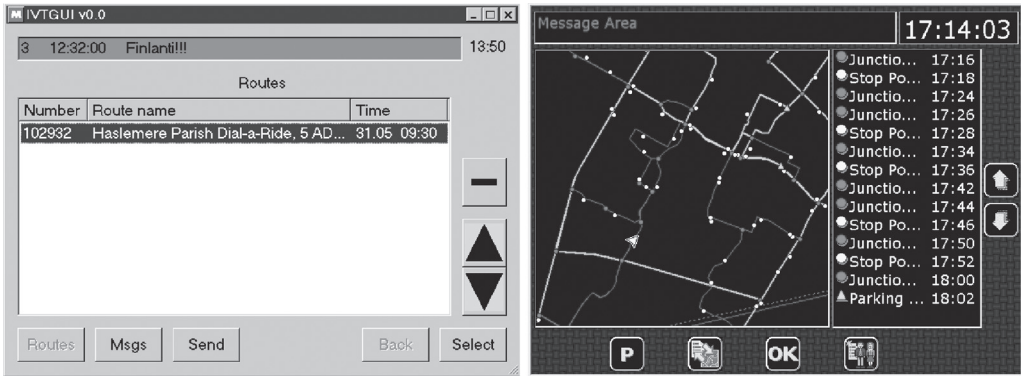 IVTGUI v0.0
3 12:32:00 Finlanti!!! 13:50
Routes
Number Route name Time
102932 Haslemere Parish Dial-a-Ride, 5 AD... 31.05 09:30
Routes Msgs Send Back Select
Message Area 17:14:03
Junctio... 17:16
Stop Po... 17:18
Junctio... 17:24
Junctio... 17:26
Stop Po... 17:28
Junctio... 17:34
Stop Po... 17:36
Junctio... 17:42
Junctio... 17:44
Stop Po... 17:46
Junctio... 17:50
Stop Po... 17:52
Junctio... 18:00
Parking ... 18:02
P OK